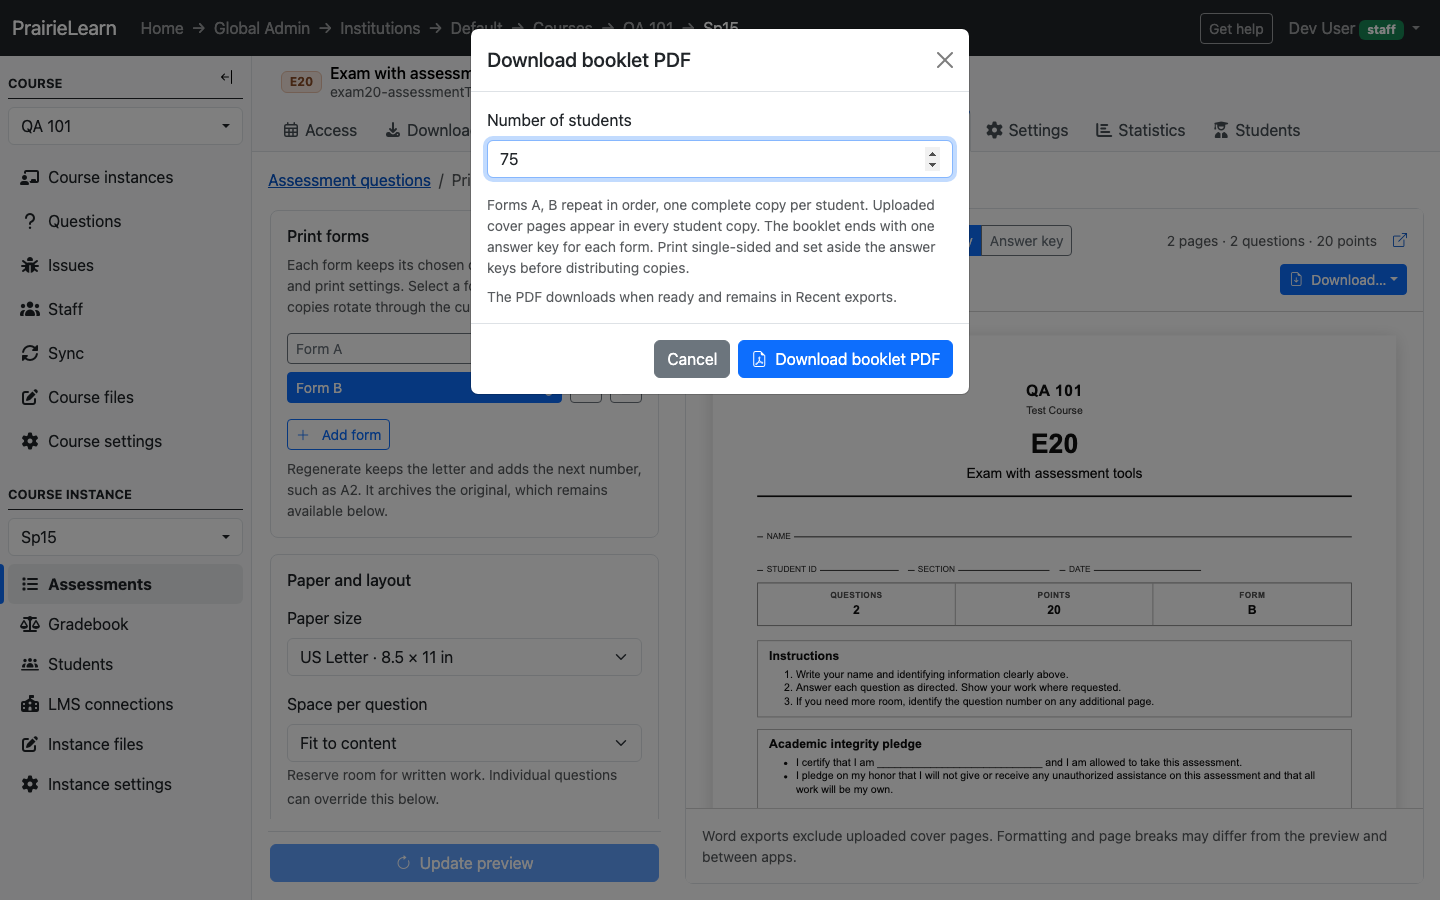 PrairieLearn
Home → Global Admin → Institutions → Default → Courses → QA 101 → Sp15
Get help
Dev User staff
COURSE
QA 101
Course instances
Questions
Issues
Staff
Sync
Course files
Course settings
COURSE INSTANCE
Sp15
Assessments
Gradebook
Students
LMS connections
Instance files
Instance settings
E20
Exam with assessm
exam20-assessmentT
Access
Downloa
Settings
Statistics
Students
Assessment questions / Pri
Print forms
Each form keeps its chosen
and print settings. Select a fo
copies rotate through the cu
Form A
Form B
+ Add form
Regenerate keeps the letter and adds the next number,
such as A2. It archives the original, which remains
available below.
Paper and layout
Paper size
US Letter · 8.5 × 11 in
Space per question
Fit to content
Reserve room for written work. Individual questions
can override this below.
Update preview
Download booklet PDF
Number of students
75
Forms A, B repeat in order, one complete copy per student. Uploaded
cover pages appear in every student copy. The booklet ends with one
answer key for each form. Print single-sided and set aside the answer
keys before distributing copies.
The PDF downloads when ready and remains in Recent exports.
Cancel
Download booklet PDF
y
Answer key
2 pages · 2 questions · 20 points
Download...
QA 101
Test Course
E20
Exam with assessment tools
NAME
STUDENT ID
SECTION
DATE
QUESTIONS
2
POINTS
20
FORM
B
Instructions
1. Write your name and identifying information clearly above.
2. Answer each question as directed. Show your work where requested.
3. If you need more room, identify the question number on any additional page.
Academic integrity pledge
• I certify that I am ______ and I am allowed to take this assessment.
• I pledge on my honor that I will not give or receive any unauthorized assistance on this assessment and that all
work will be my own.
Word exports exclude uploaded cover pages. Formatting and page breaks may differ from the preview and
between apps.